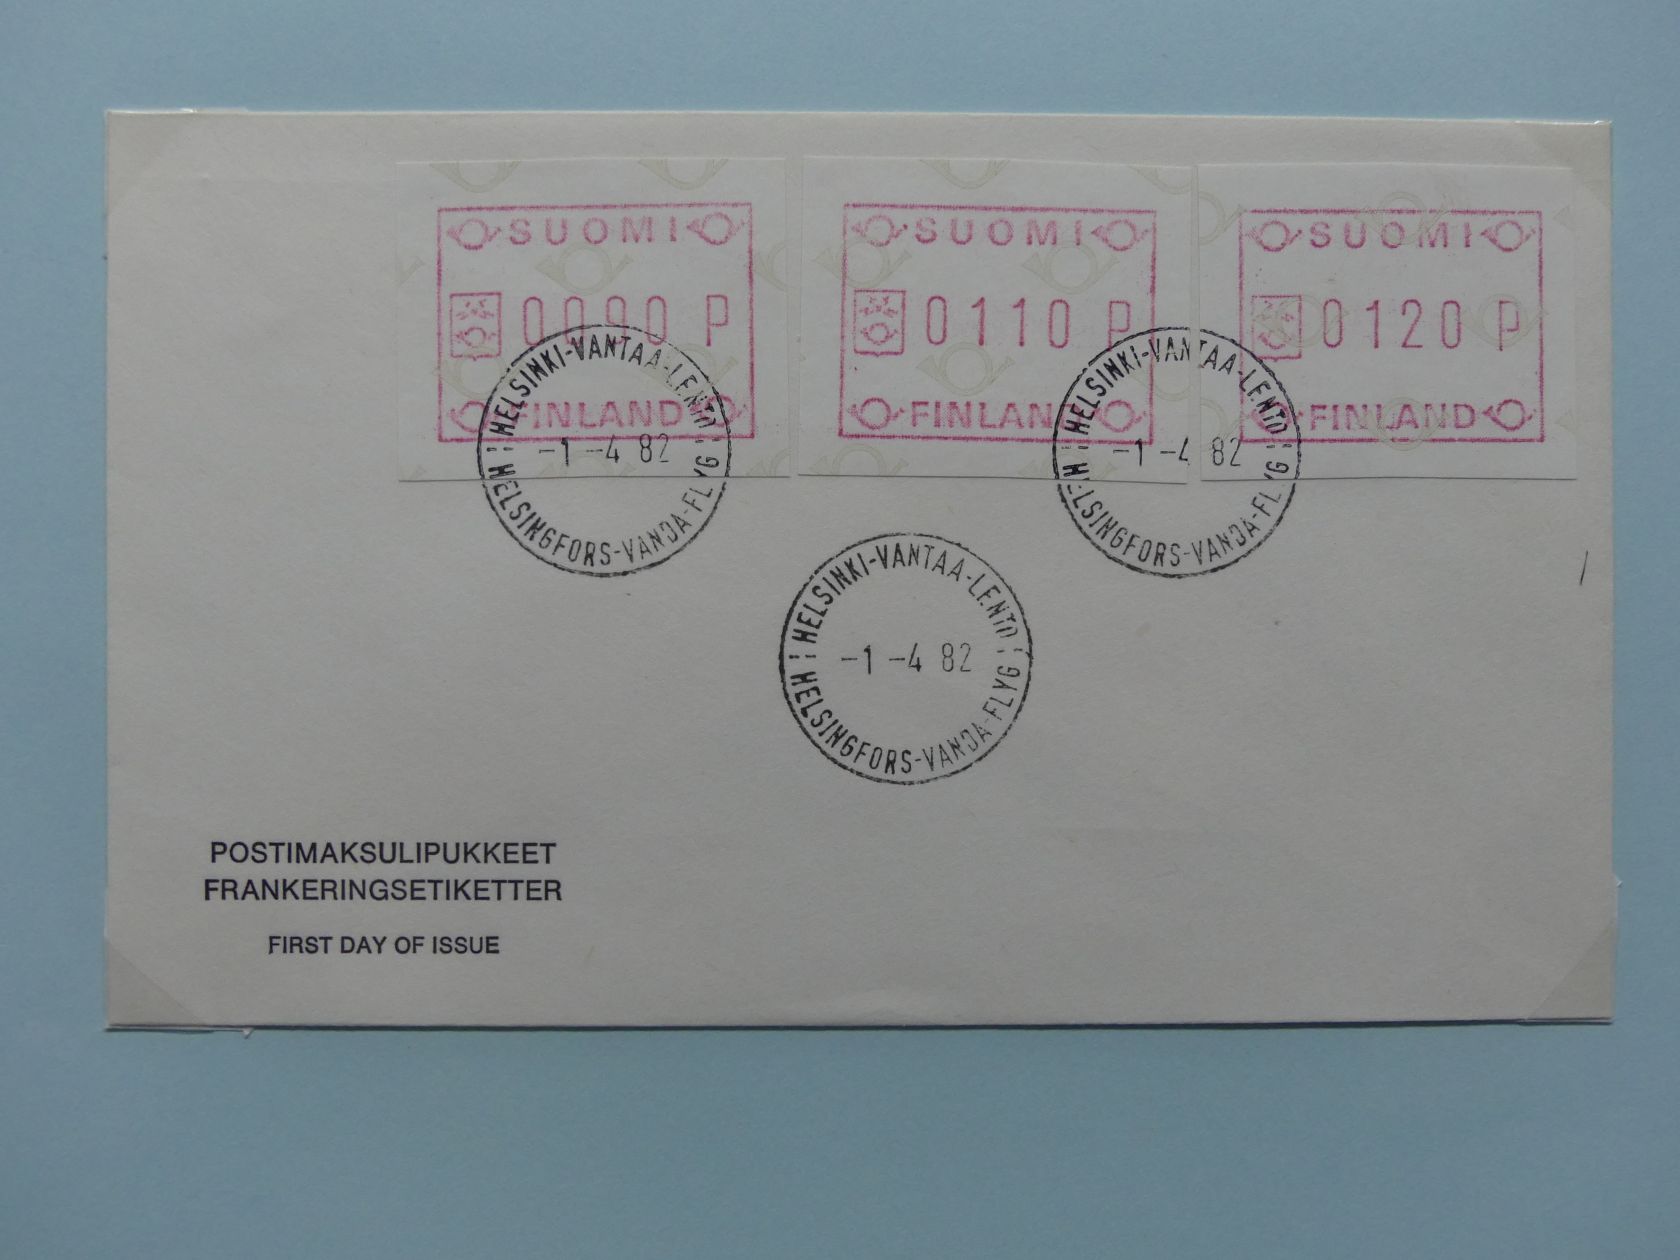 SUOMI
0090 P
FINLAND
SUOMI
0110 P
FINLAND
SUOMI
0120 P
FINLAND
HELSINKI-VANTAA-LENTO
-1 -4 82
HELSINGFORS-VANDA-FLYG
HELSINKI-VANTAA-LENTO
-1 -4 82
HELSINGFORS-VANDA-FLYG
HELSINKI-VANTAA-LENTO
-1 -4 82
HELSINGFORS-VANDA-FLYG
POSTIMAKSULIPUKKEET
FRANKERINGSETIKETTER
FIRST DAY OF ISSUE